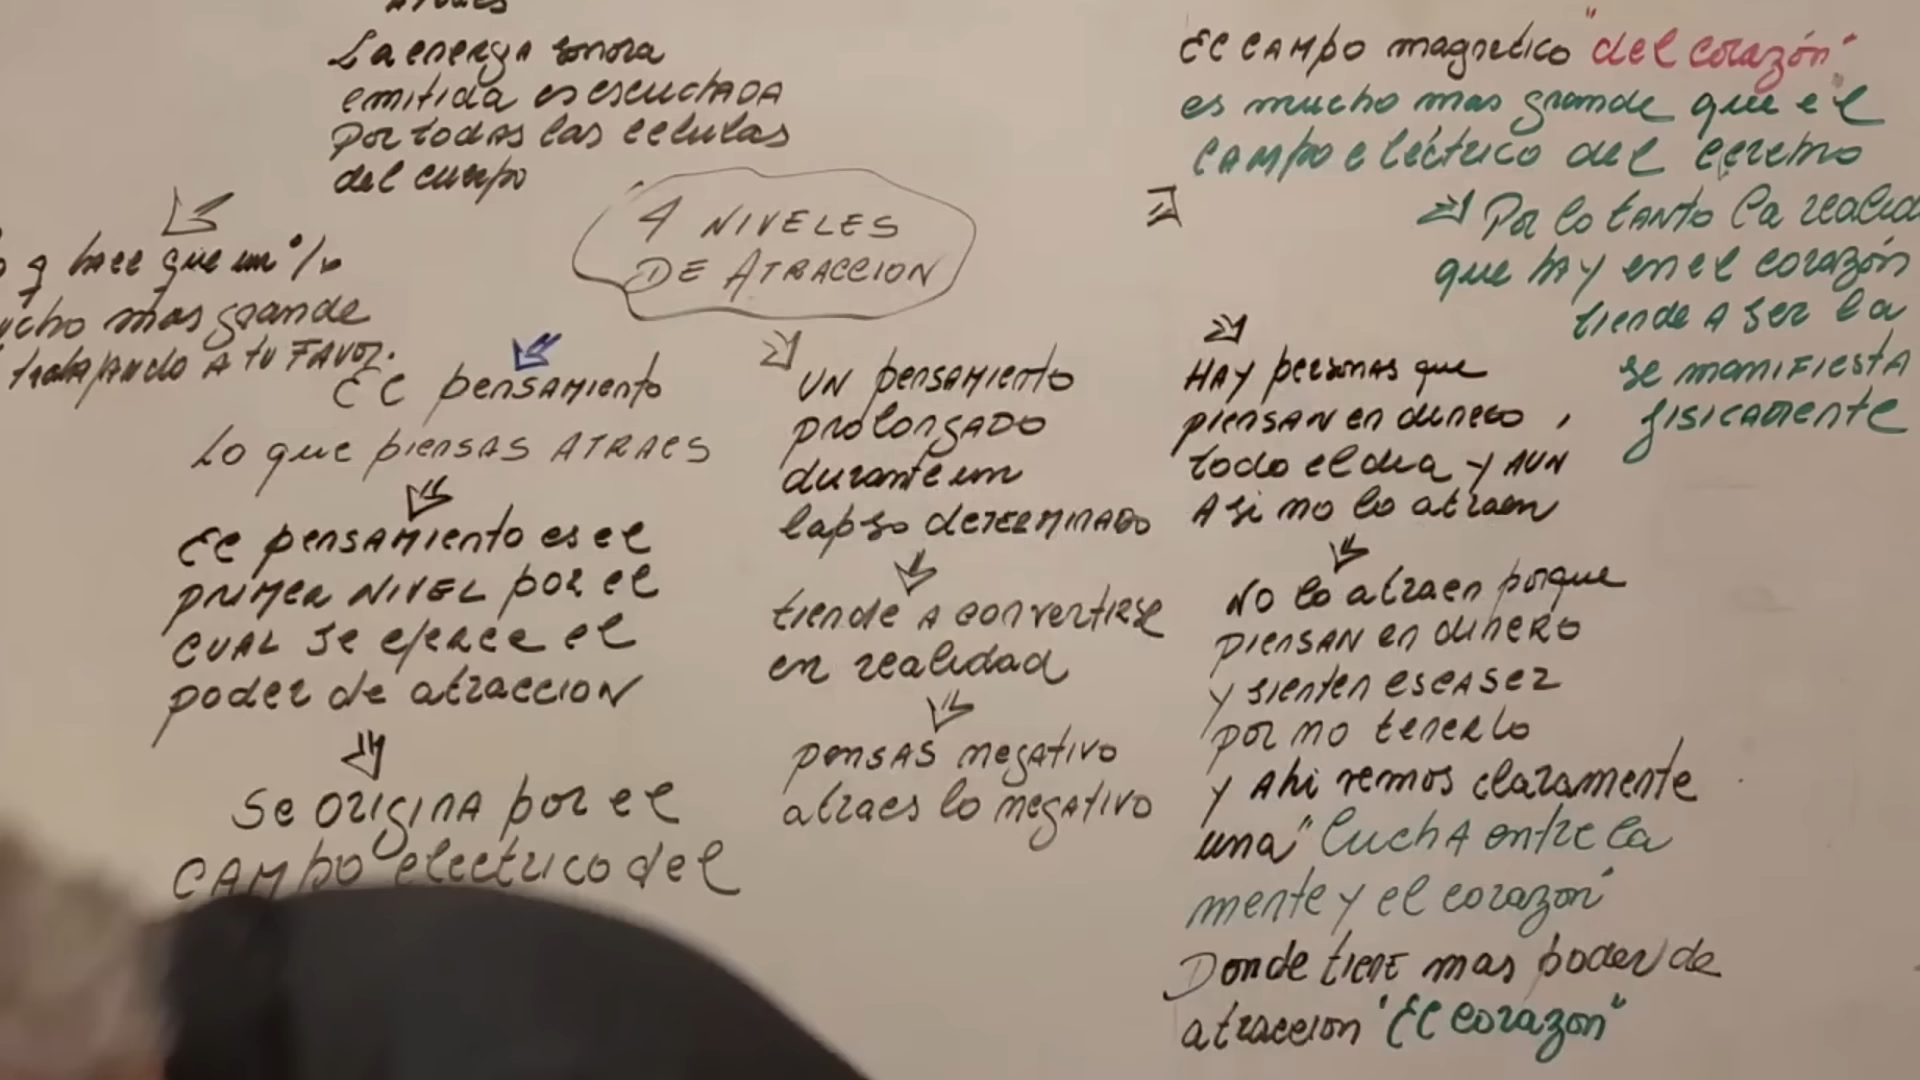 La energia sonora
emitida es escuchADA
Por todAS las celulas
del cuerpo
q hace que un
mas grande
trabajando A tu FAVOR.
4 NIVELES
DE ATRACCION
El pensAMiento
Lo que piensas ATRAES
El pensAMiento es el
primer NIVEL por el
CUAL se ejerce el
poder de atraccion
Se origina por el
CAMPO electrico del
UN pensamiento
prolongADO
durante un
lapso DETERMINADO
tiende A convertirse
en realidad
pensAS negativo
atraes lo negativo
El CAMPO magnetico "del corazón"
es mucho mas grande que el
CAMPO eléctrico del cerebro
Por lo tANTO la
que hAy en el corazón
tiende A ser la
se manifiesta
fisicamente
HAY personas que
piensAN en dinero,
todo el dia y AUN
Asi no lo atraen
NO lo atraen porque
piensAN en dinero
y sienten escasez
por no tenerlo
y Ahi vemos claramente
una "luchA entre la
mente y el corazon"
Donde tiene mas poder de
atraccion "El corazon"